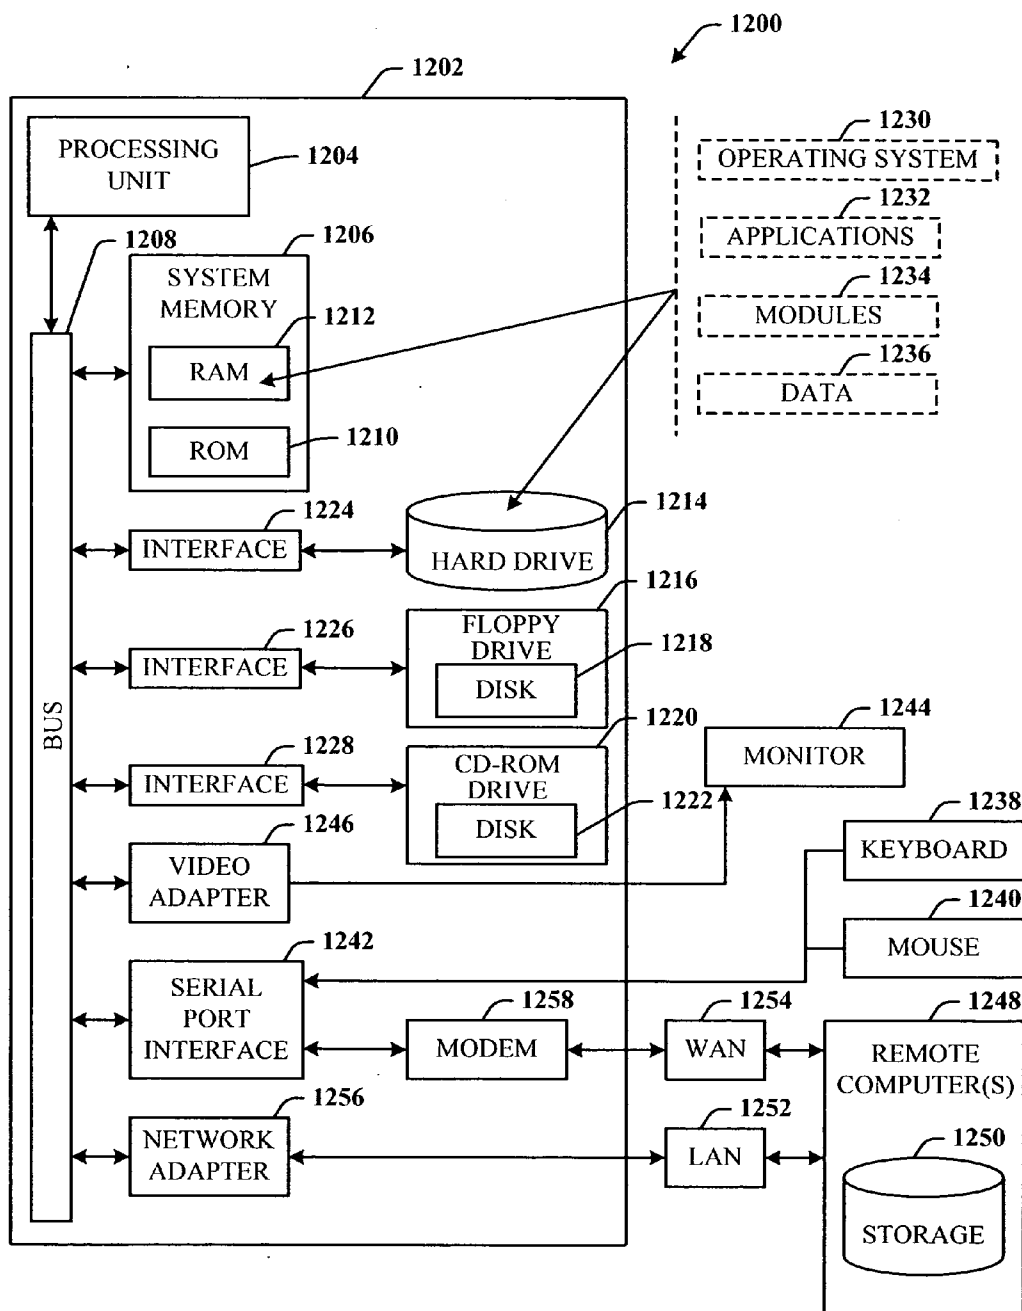 1200
1202
PROCESSING
UNIT
1204
1208
1206
SYSTEM
MEMORY
1212
RAM
ROM
1210
1230
OPERATING SYSTEM
1232
APPLICATIONS
1234
MODULES
1236
DATA
BUS
1224
INTERFACE
1214
HARD DRIVE
1226
INTERFACE
1216
FLOPPY
DRIVE
1218
DISK
1228
INTERFACE
1220
CD-ROM
DRIVE
1222
DISK
1244
MONITOR
1246
VIDEO
ADAPTER
1238
KEYBOARD
1240
MOUSE
1242
SERIAL
PORT
INTERFACE
1258
MODEM
1254
WAN
1248
REMOTE
COMPUTER(S)
1256
NETWORK
ADAPTER
1252
LAN
1250
STORAGE